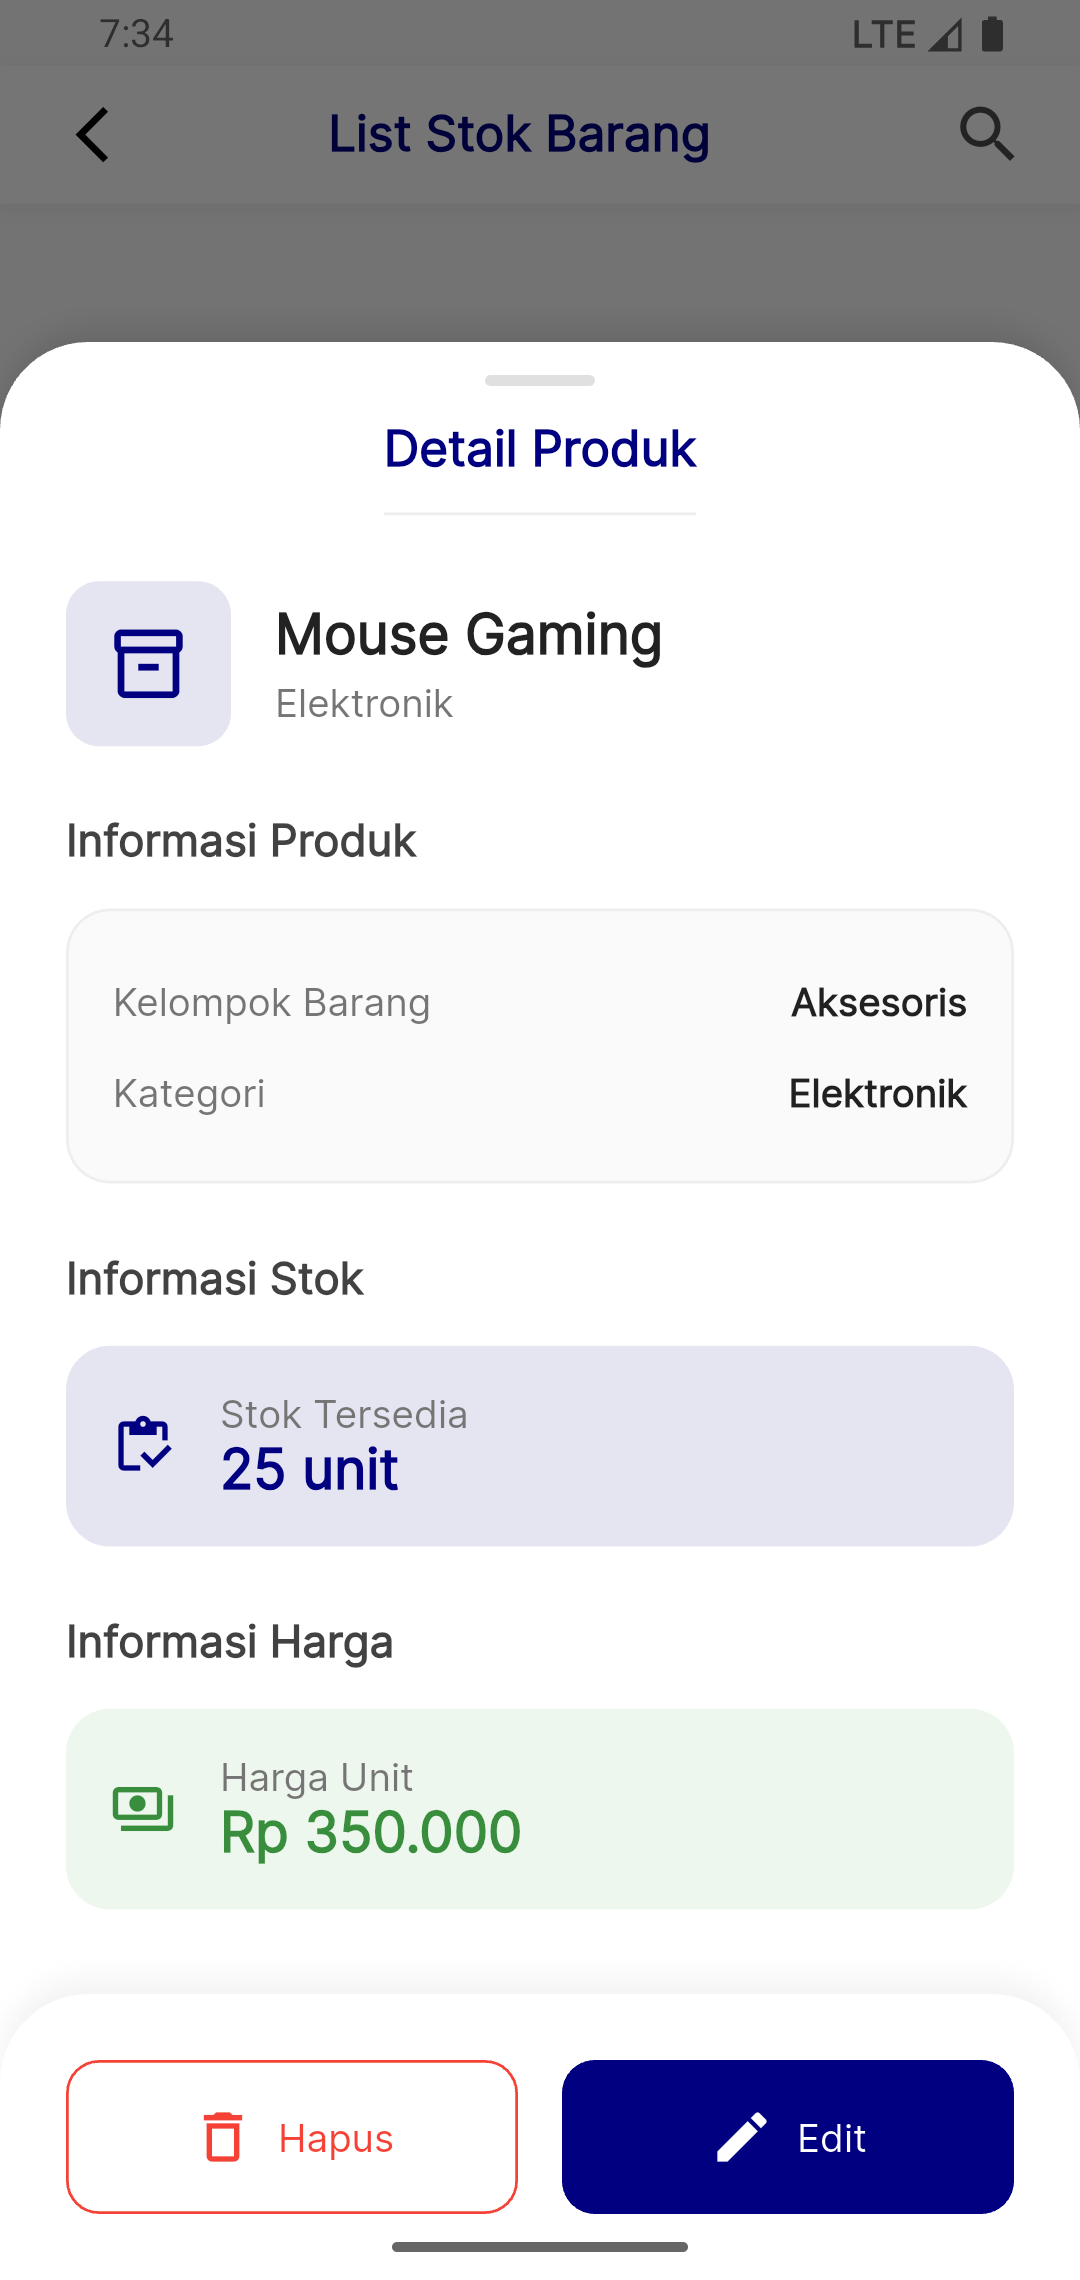 7:34
LTE
List Stok Barang
Detail Produk
Mouse Gaming
Elektronik
Informasi Produk
Kelompok Barang Aksesoris
Kategori Elektronik
Informasi Stok
Stok Tersedia
25 unit
Informasi Harga
Harga Unit
Rp 350.000
Hapus
Edit